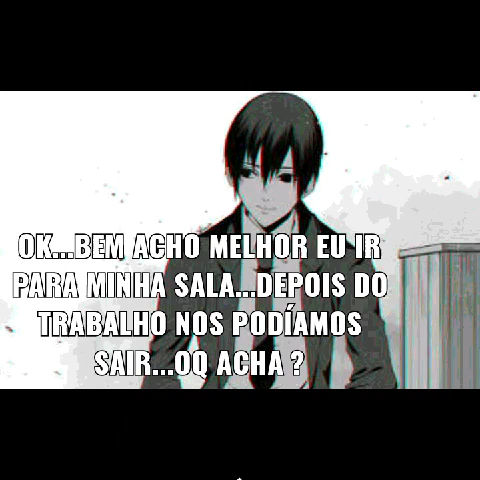 OK...BEM ACHO MELHOR EU IR
PARA MINHA SALA...DEPOIS DO
TRABALHO NOS PODÍAMOS
SAIR...OQ ACHA ?